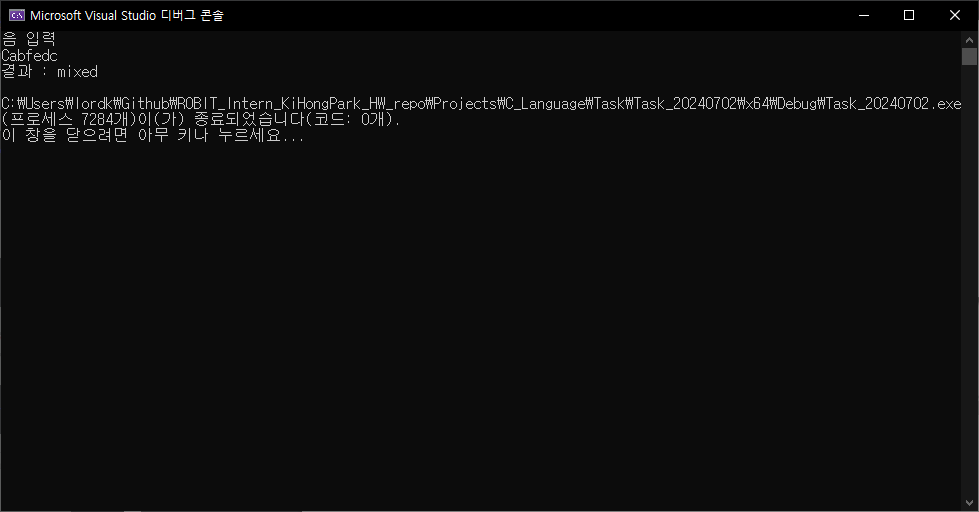 Microsoft Visual Studio 디버그 콘솔
음 입력
Cabfedc
결과 : mixed
C:₩Users₩lordk₩Github₩ROBIT_Intern_KiHongPark_HW_repo₩Projects₩C_Language₩Task₩Task_20240702₩x64₩Debug₩Task_20240702.exe
(프로세스 7284개)이(가) 종료되었습니다(코드: 0개).
이 창을 닫으려면 아무 키나 누르세요...